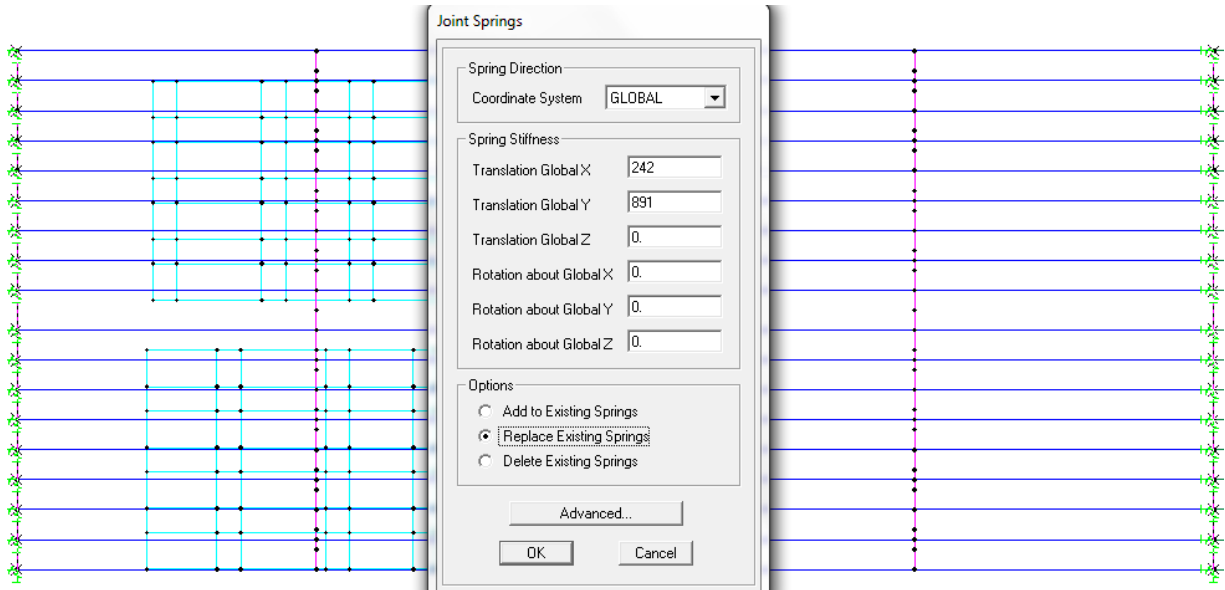 Joint Springs
Spring Direction
Coordinate System GLOBAL
Spring Stiffness
Translation Global X 242
Translation Global Y 891
Translation Global Z 0.
Rotation about Global X 0.
Rotation about Global Y 0.
Rotation about Global Z 0.
Options
Add to Existing Springs
Replace Existing Springs
Delete Existing Springs
Advanced...
OK Cancel